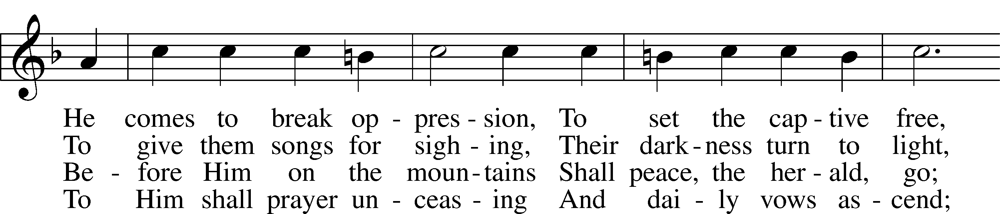 He comes to break op - pres - sion, To set the cap - tive free,
To give them songs for sigh - ing, Their dark - ness turn to light,
Be - fore Him on the moun - tains Shall peace, the her - ald, go;
To Him shall prayer un - ceas - ing And dai - ly vows as - cend;